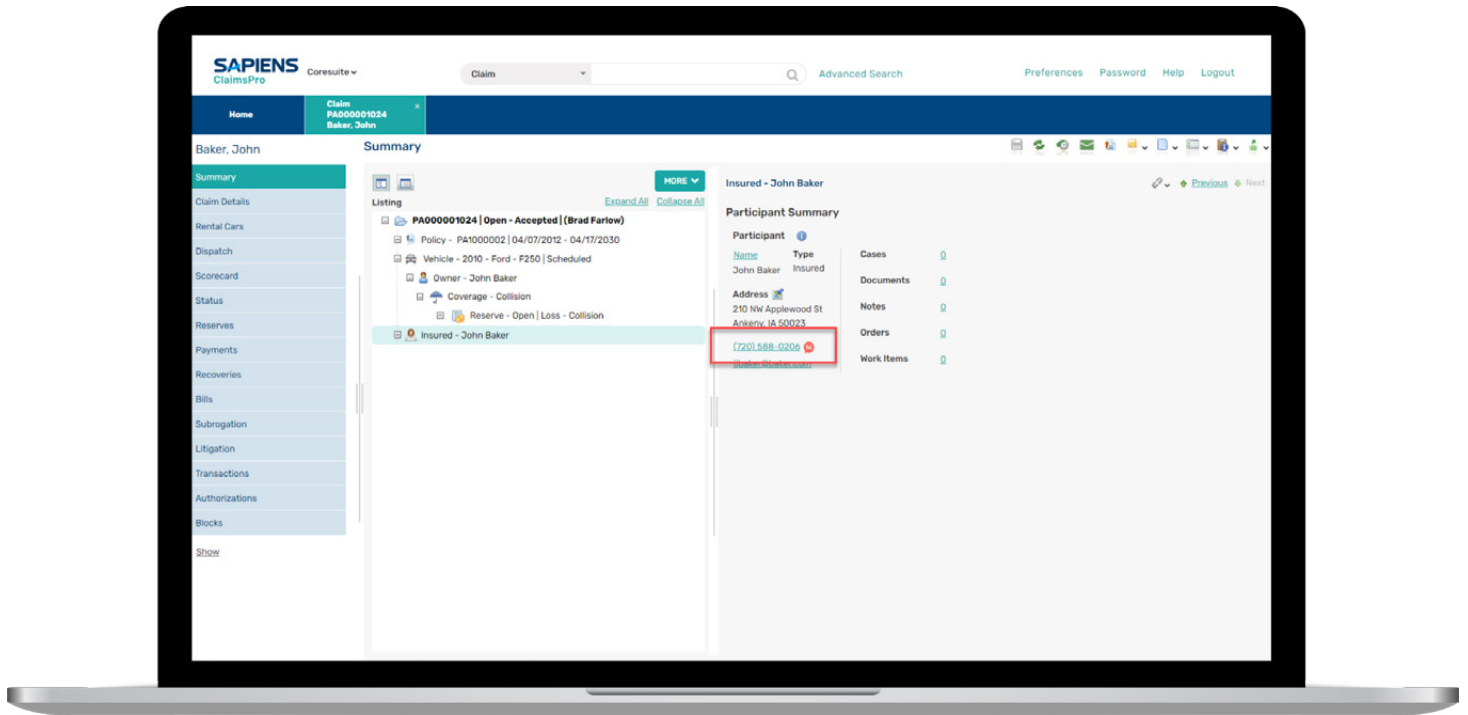 SAPIENS
ClaimsPro
Coresuite
Claim
Advanced Search
Preferences Password Help Logout
Home
Claim
PA000001024
Baker, John
Baker, John
Summary
Summary
Claim Details
Rental Cars
Dispatch
Scorecard
Status
Reserves
Payments
Recoveries
Bills
Subrogation
Litigation
Transactions
Authorizations
Blocks
Show
MORE
Listing Expand All Collapse All
PA000001024 | Open - Accepted | (Brad Farlow)
Policy - PA1000002 | 04/07/2012 - 04/17/2030
Vehicle - 2010 - Ford - F250 | Scheduled
Owner - John Baker
Coverage - Collision
Reserve - Open | Loss - Collision
Insured - John Baker
Insured - John Baker
Previous Next
Participant Summary
Participant
Name Type
John Baker Insured
Address
210 NW Applewood St
Ankeny, IA 50023
(720) 588-0206
Cases 0
Documents 0
Notes 0
Orders 0
Work Items 0